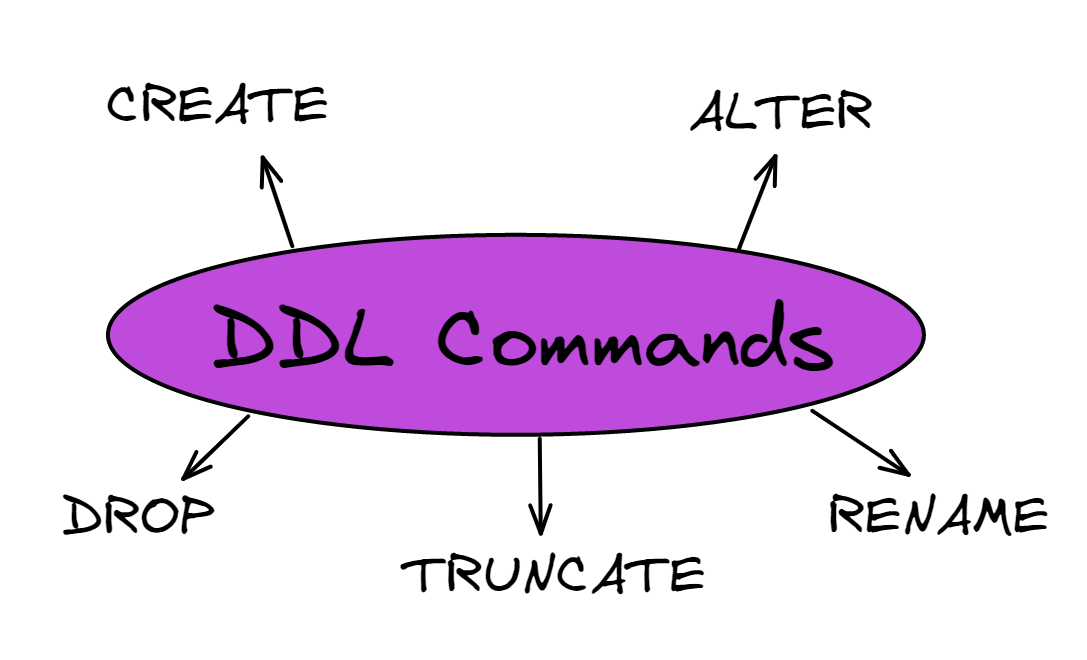 CREATE
ALTER
DDL Commands
DROP
TRUNCATE
RENAME